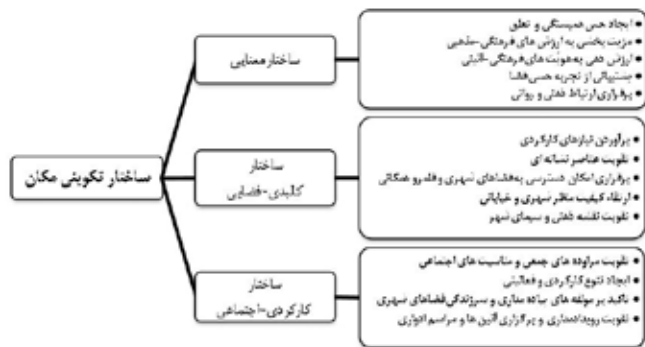 ساختار تکوینی مکان
ساختار معنایی
• ایجاد حس همبستگی و تعلق
• مزیت بخشی به ارزش های فرهنگی-مذهبی
• ارزش دهی به هویت های فرهنگی-آئینی
• پشتیبانی از تجربه حسی فضا
• برقراری ارتباط ذهنی و روانی
ساختار
کالبدی-فضایی
• برآوردن نیازهای کارکردی
• تقویت عناصر نشانه ای
• برقراری امکان دسترسی به فضاهای شهری و قلمرو همگانی
• ارتقاء کیفیت منظر شهری و خیابانی
• تقویت نقشه ذهنی و سیمای شهر
ساختار
کارکردی-اجتماعی
• تقویت مراوده های جمعی و مناسبت های اجتماعی
• ایجاد تنوع کارکردی و فعالیتی
• تاکید بر مولفه های پیاده مداری و سرزندگی فضاهای شهری
• تقویت رویدادمداری و برگزاری آئین ها و مراسم ادواری